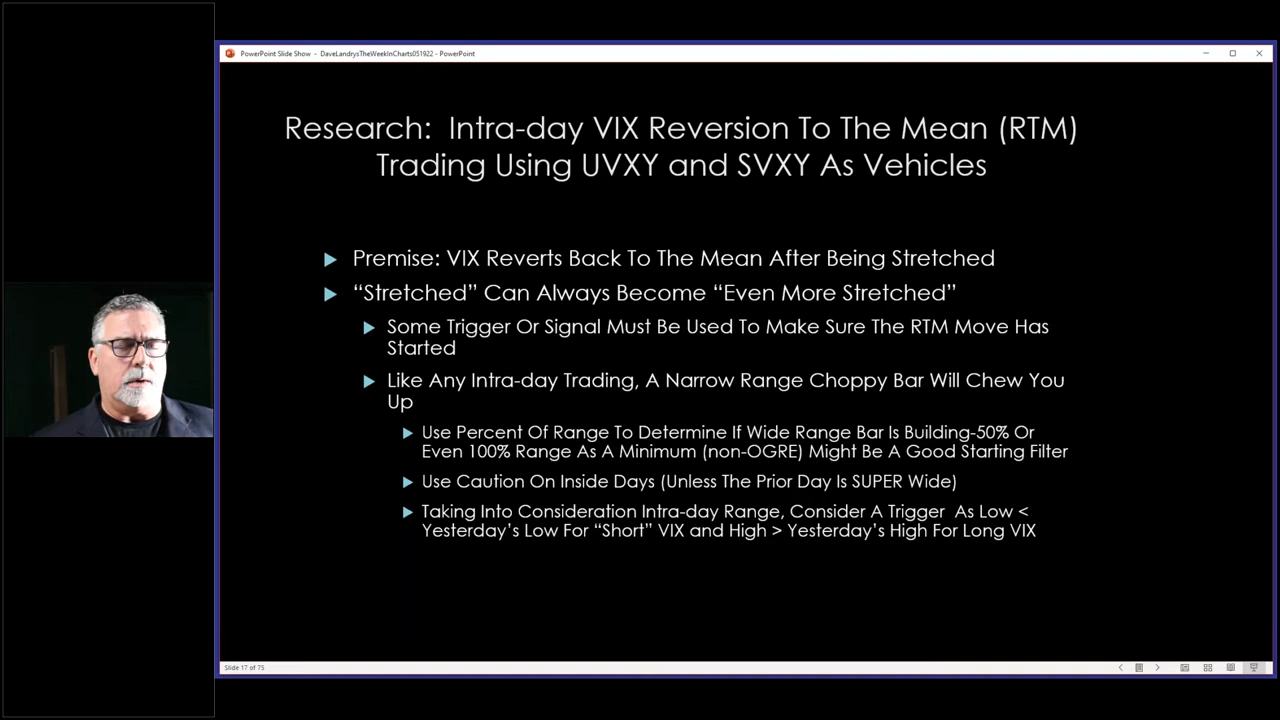 PowerPoint Slide Show - DaveLandrysTheWeekInCharts051922 - PowerPoint
Research: Intra-day VIX Reversion To The Mean (RTM)
Trading Using UVXY and SVXY As Vehicles
Premise: VIX Reverts Back To The Mean After Being Stretched
“Stretched” Can Always Become “Even More Stretched”
Some Trigger Or Signal Must Be Used To Make Sure The RTM Move Has
Started
Like Any Intra-day Trading, A Narrow Range Choppy Bar Will Chew You
Up
Use Percent Of Range To Determine If Wide Range Bar Is Building-50% Or
Even 100% Range As A Minimum (non-OGRE) Might Be A Good Starting Filter
Use Caution On Inside Days (Unless The Prior Day Is SUPER Wide)
Taking Into Consideration Intra-day Range, Consider A Trigger As Low <
Yesterday’s Low For “Short” VIX and High > Yesterday’s High For Long VIX
Slide 17 of 75